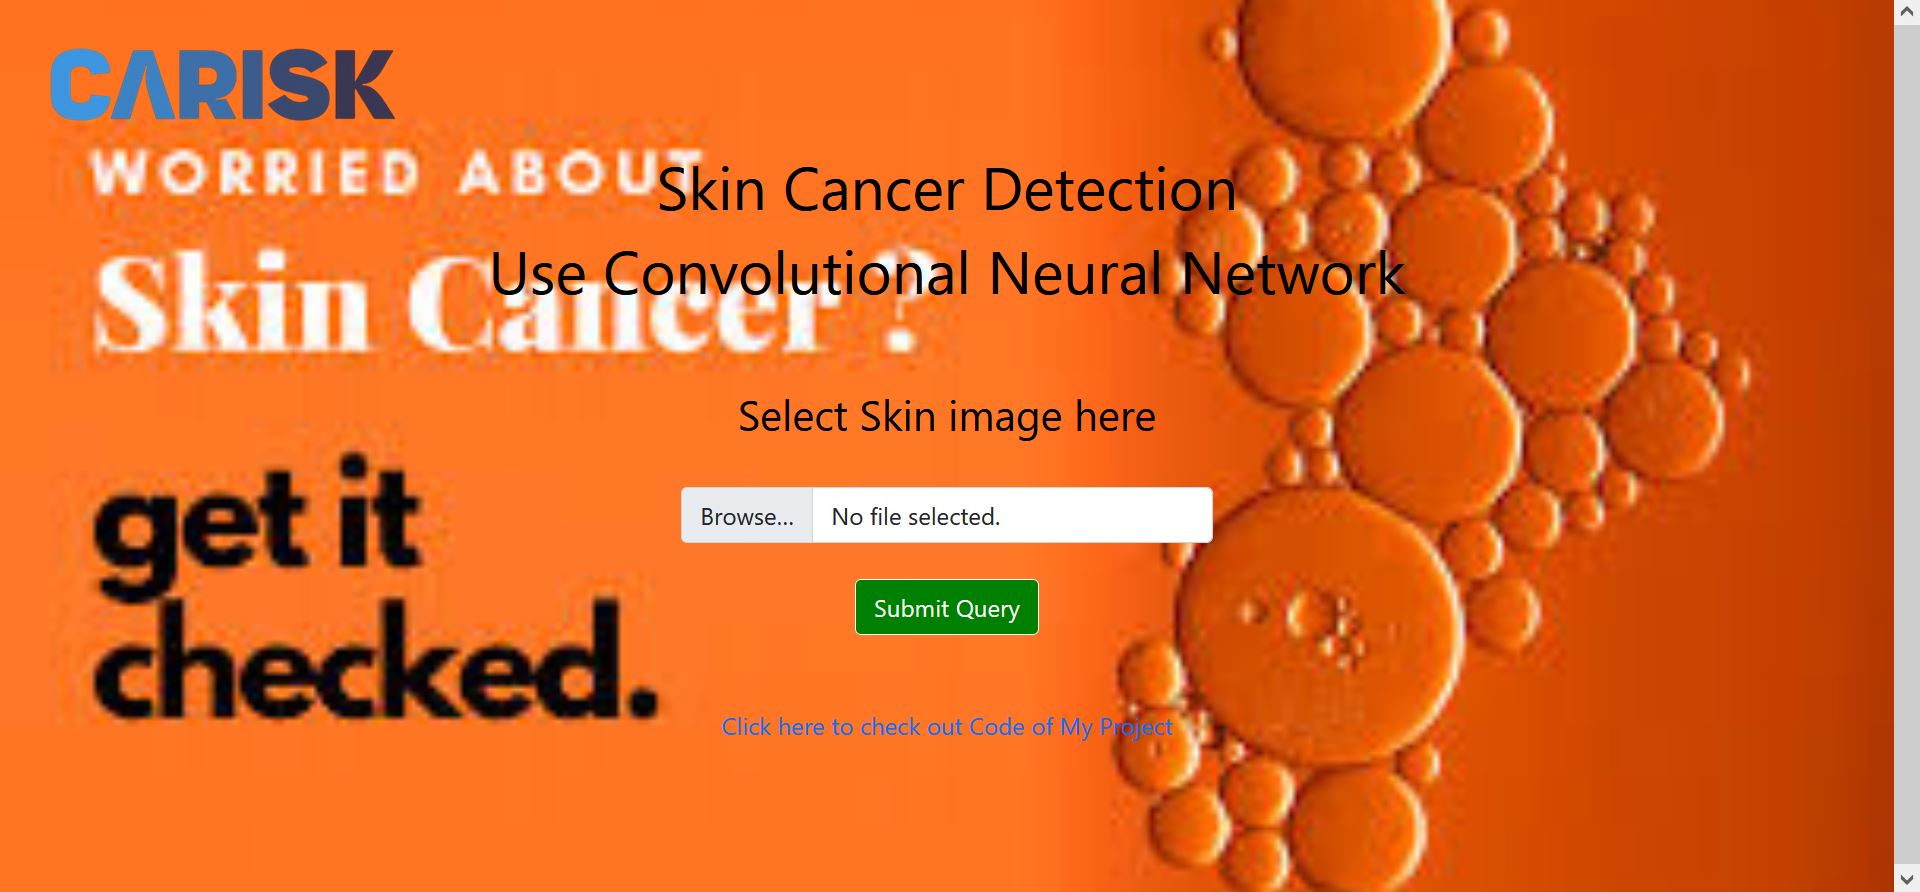 CARISK
WORRIED ABOUT
Skin Cancer Detection
Skin Cancer ?
Use Convolutional Neural Network
Select Skin image here
get it
checked.
Browse... No file selected.
Submit Query
Click here to check out Code of My Project